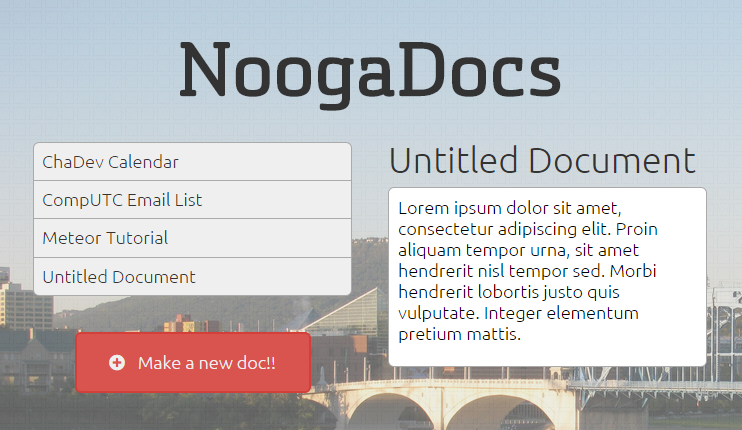 NoogaDocs
ChaDev Calendar
CompUTC Email List
Meteor Tutorial
Untitled Document
Make a new doc!!
Untitled Document
Lorem ipsum dolor sit amet,
consectetur adipiscing elit. Proin
aliquam tempor urna, sit amet
hendrerit nisl tempor sed. Morbi
hendrerit lobortis justo quis
vulputate. Integer elementum
pretium mattis.